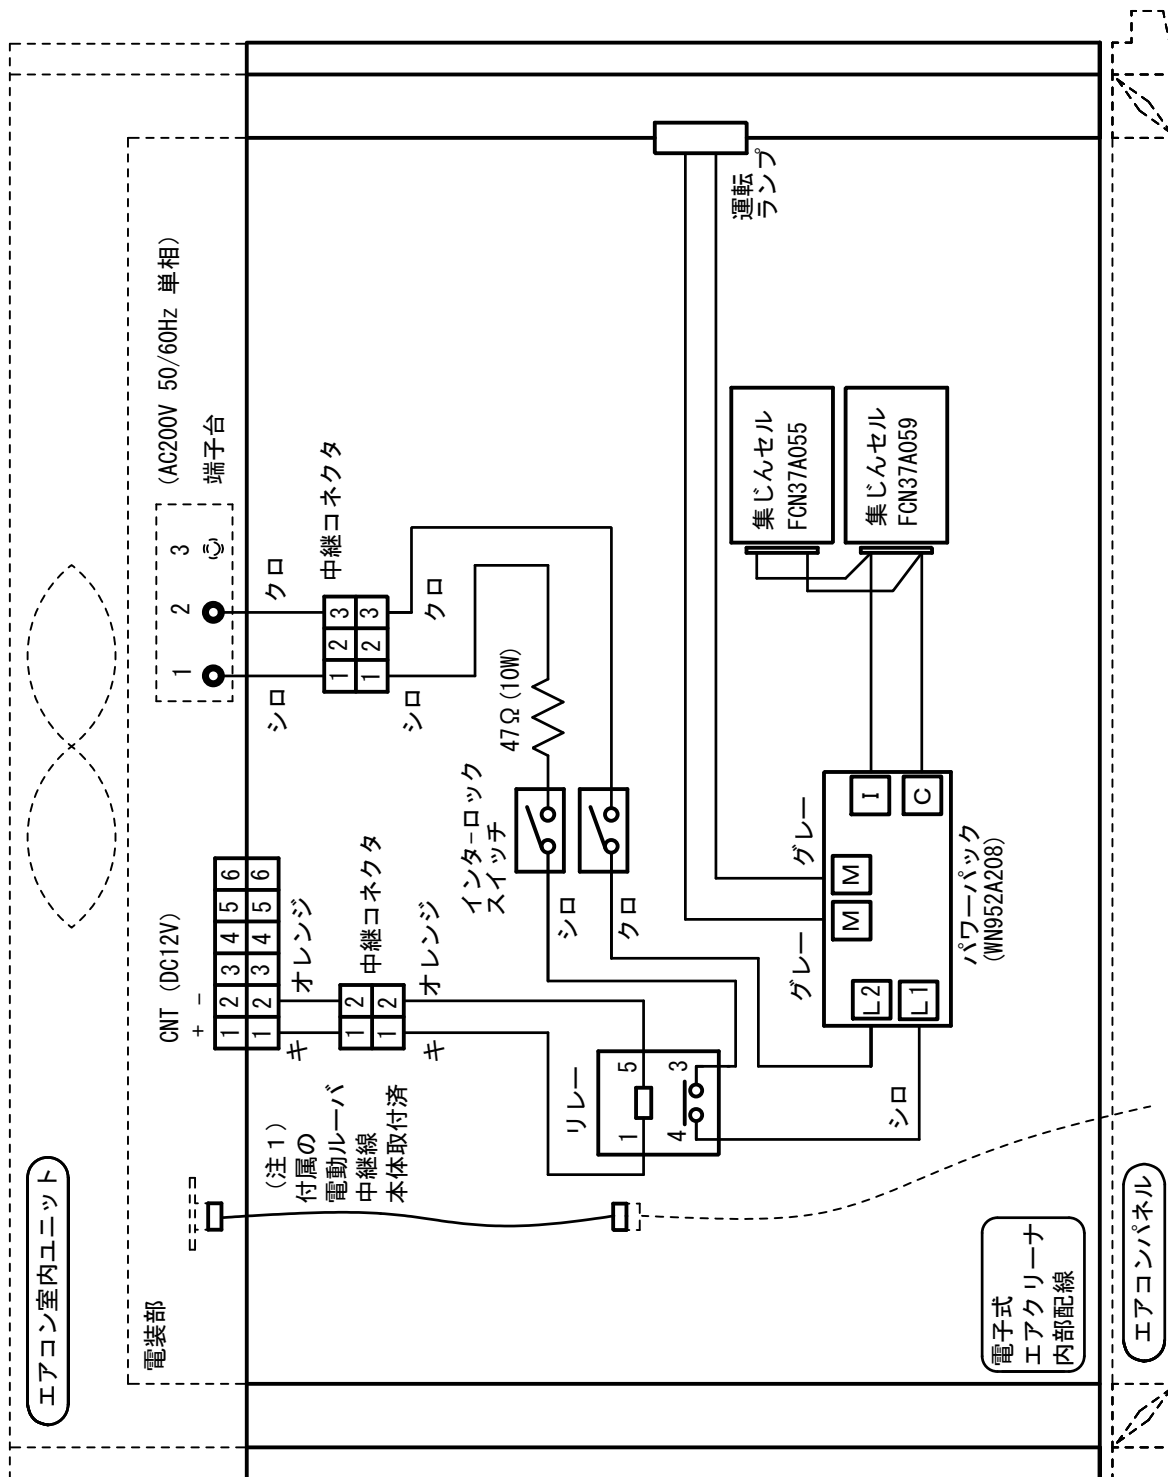 エアコン室内ユニット
電装部
CNT (DC12V)
+ -
1 2 3 4 5 6
1 2 3 4 5 6
キ
オレンジ
中継コネクタ
1 2
1 2
キ
オレンジ
(注1)
付属の
電動ルーバ
中継線
本体取付済
(AC200V 50/60Hz 単相)
端子台
1 2 3
シロ
クロ
中継コネクタ
1 2 3
1 2 3
シロ
クロ
47Ω(10W)
インターロック
スイッチ
シロ
クロ
リレー
1 5
4 3
シロ
グレー
グレー
L2
L1
M
M
I
C
パワーパック
(WN952A208)
集じんセル
FCN37A055
集じんセル
FCN37A059
運転
ランプ
電子式
エアクリーナ
内部配線
エアコンパネル